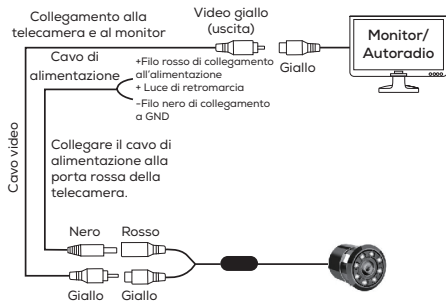 Collegamento alla
telecamera e al monitor
Video giallo
(uscita)
Giallo
Monitor/
Autoradio
Cavo di
alimentazione
+Filo rosso di collegamento
all'alimentazione
+ Luce di retromarcia
-Filo nero di collegamento
a GND
Cavo video
Collegare il cavo di
alimentazione alla
porta rossa della
telecamera.
Nero
Rosso
Giallo
Giallo